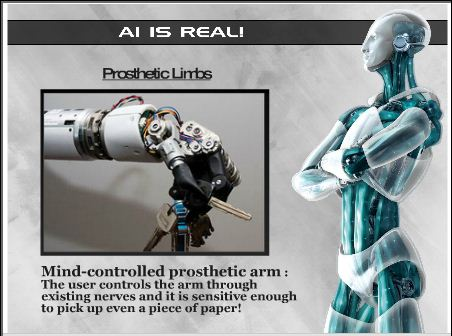 AI IS REAL!
Prosthetic Limbs
Mind-controlled prosthetic arm :
The user controls the arm through
existing nerves and it is sensitive enough
to pick up even a piece of paper!